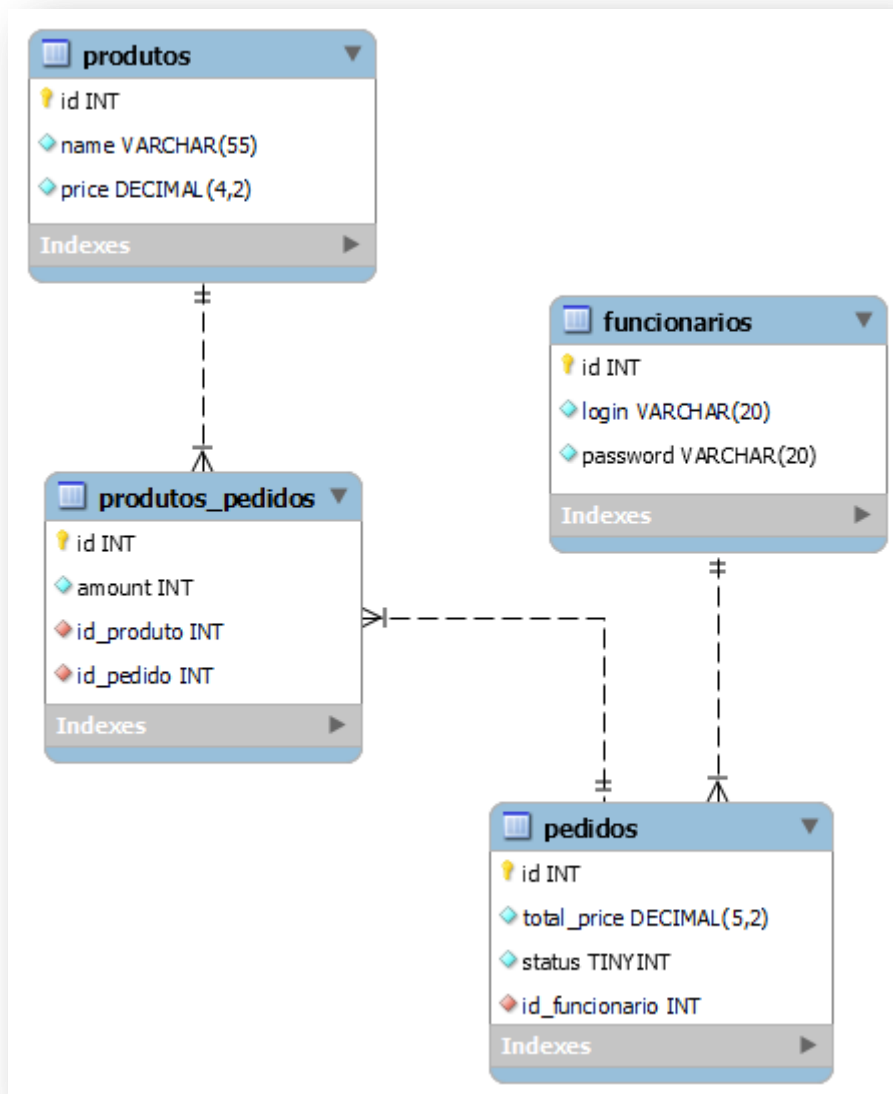 produtos
id INT
name VARCHAR(55)
price DECIMAL(4,2)
Indexes
funcionarios
id INT
login VARCHAR(20)
password VARCHAR(20)
Indexes
produtos_pedidos
id INT
amount INT
id_produto INT
id_pedido INT
Indexes
pedidos
id INT
total_price DECIMAL(5,2)
status TINYINT
id_funcionario INT
Indexes